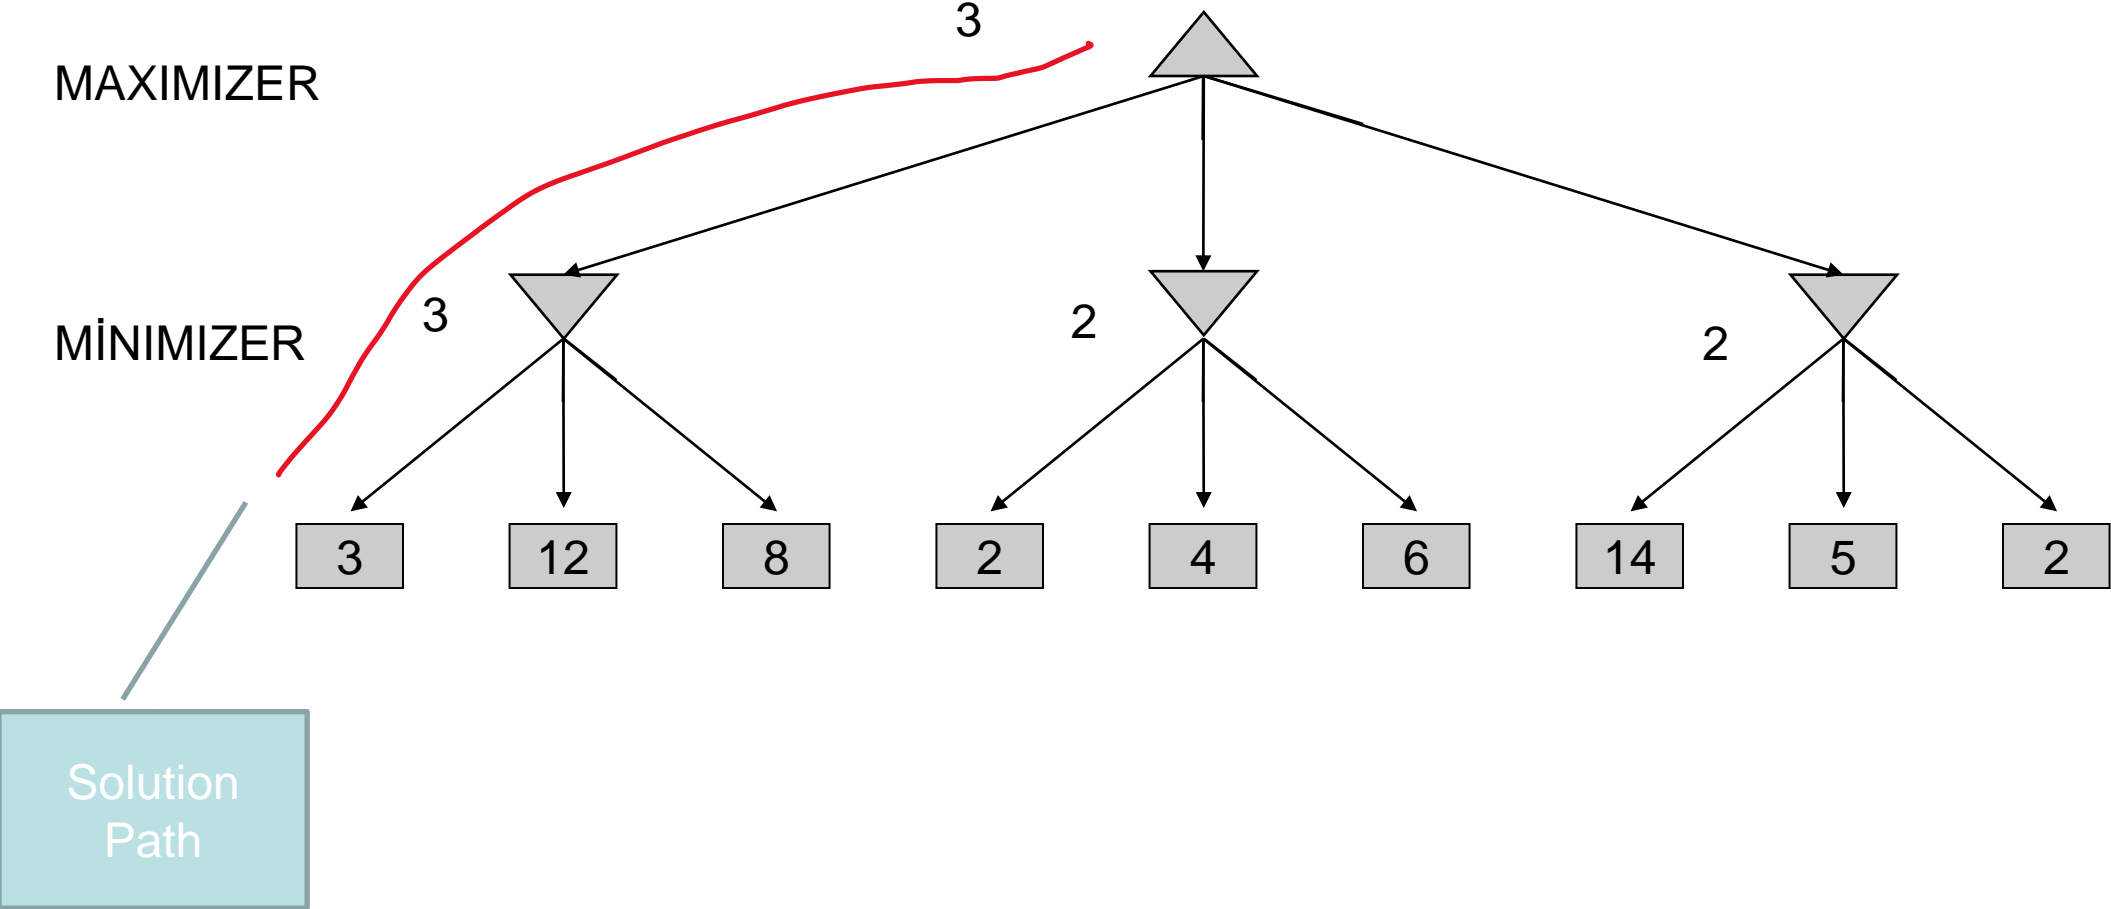 3
MAXIMIZER
3
2
MİNIMIZER
2
3 12 8 2 4 6 14 5 2
Solution
Path